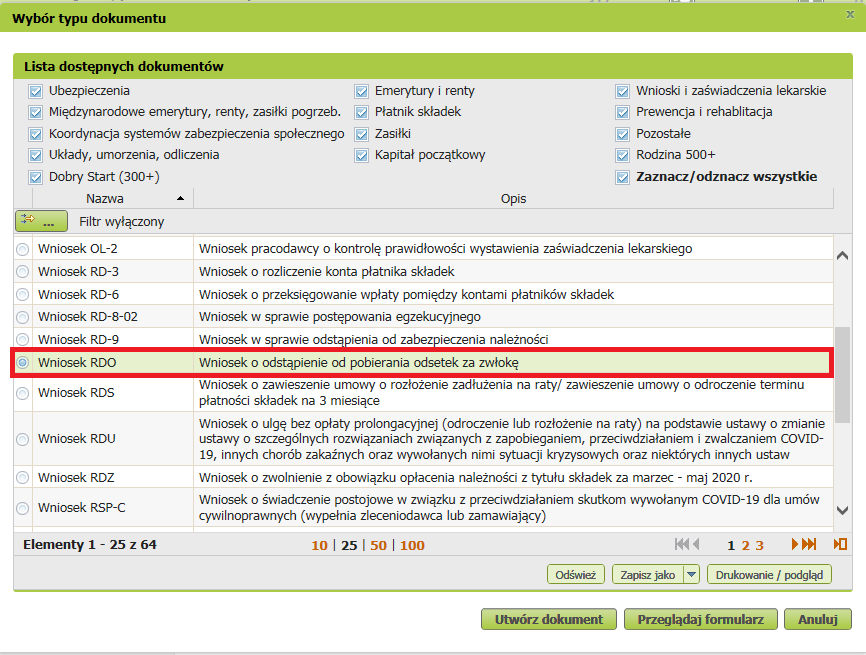 Wybór typu dokumentu
x
Lista dostępnych dokumentów
Ubezpieczenia Emerytury i renty Wnioski i zaświadczenia lekarskie
Międzynarodowe emerytury, renty, zasiłki pogrzeb. Płatnik składek Prewencja i rehablitacja
Koordynacja systemów zabezpieczenia społecznego Zasiłki Pozostałe
Układy, umorzenia, odliczenia Kapitał początkowy Rodzina 500+
Dobry Start (300+) Zaznacz/odznacz wszystkie
Nazwa Opis
... Filtr wyłączony
Wniosek OL-2 Wniosek pracodawcy o kontrolę prawidłowości wystawienia zaświadczenia lekarskiego
Wniosek RD-3 Wniosek o rozliczenie konta płatnika składek
Wniosek RD-6 Wniosek o przeksięgowanie wpłaty pomiędzy kontami płatników składek
Wniosek RD-8-02 Wniosek w sprawie postępowania egzekucyjnego
Wniosek RD-9 Wniosek w sprawie odstąpienia od zabezpieczenia należności
Wniosek RDO Wniosek o odstąpienie od pobierania odsetek za zwłokę
Wniosek RDS Wniosek o zawieszenie umowy o rozłożenie zadłużenia na raty/ zawieszenie umowy o odroczenie terminu
płatności składek na 3 miesiące
Wniosek RDU Wniosek o ulgę bez opłaty prolongacyjnej (odroczenie lub rozłożenie na raty) na podstawie ustawy o zmianie
ustawy o szczególnych rozwiązaniach związanych z zapobieganiem, przeciwdziałaniem i zwalczaniem COVID-
19, innych chorób zakaźnych oraz wywołanych nimi sytuacji kryzysowych oraz niektórych innych ustaw
Wniosek RDZ Wniosek o zwolnienie z obowiązku opłacenia należności z tytułu składek za marzec - maj 2020 r.
Wniosek RSP-C Wniosek o świadczenie postojowe w związku z przeciwdziałaniem skutkom wywołanym COVID-19 dla umów
cywilnoprawnych (wypełnia zleceniodawca lub zamawiający)
Elementy 1 - 25 z 64 10 | 25 | 50 | 100 1 2 3
Odśwież Zapisz jako Drukowanie / podgląd
Utwórz dokument Przeglądaj formularz Anuluj